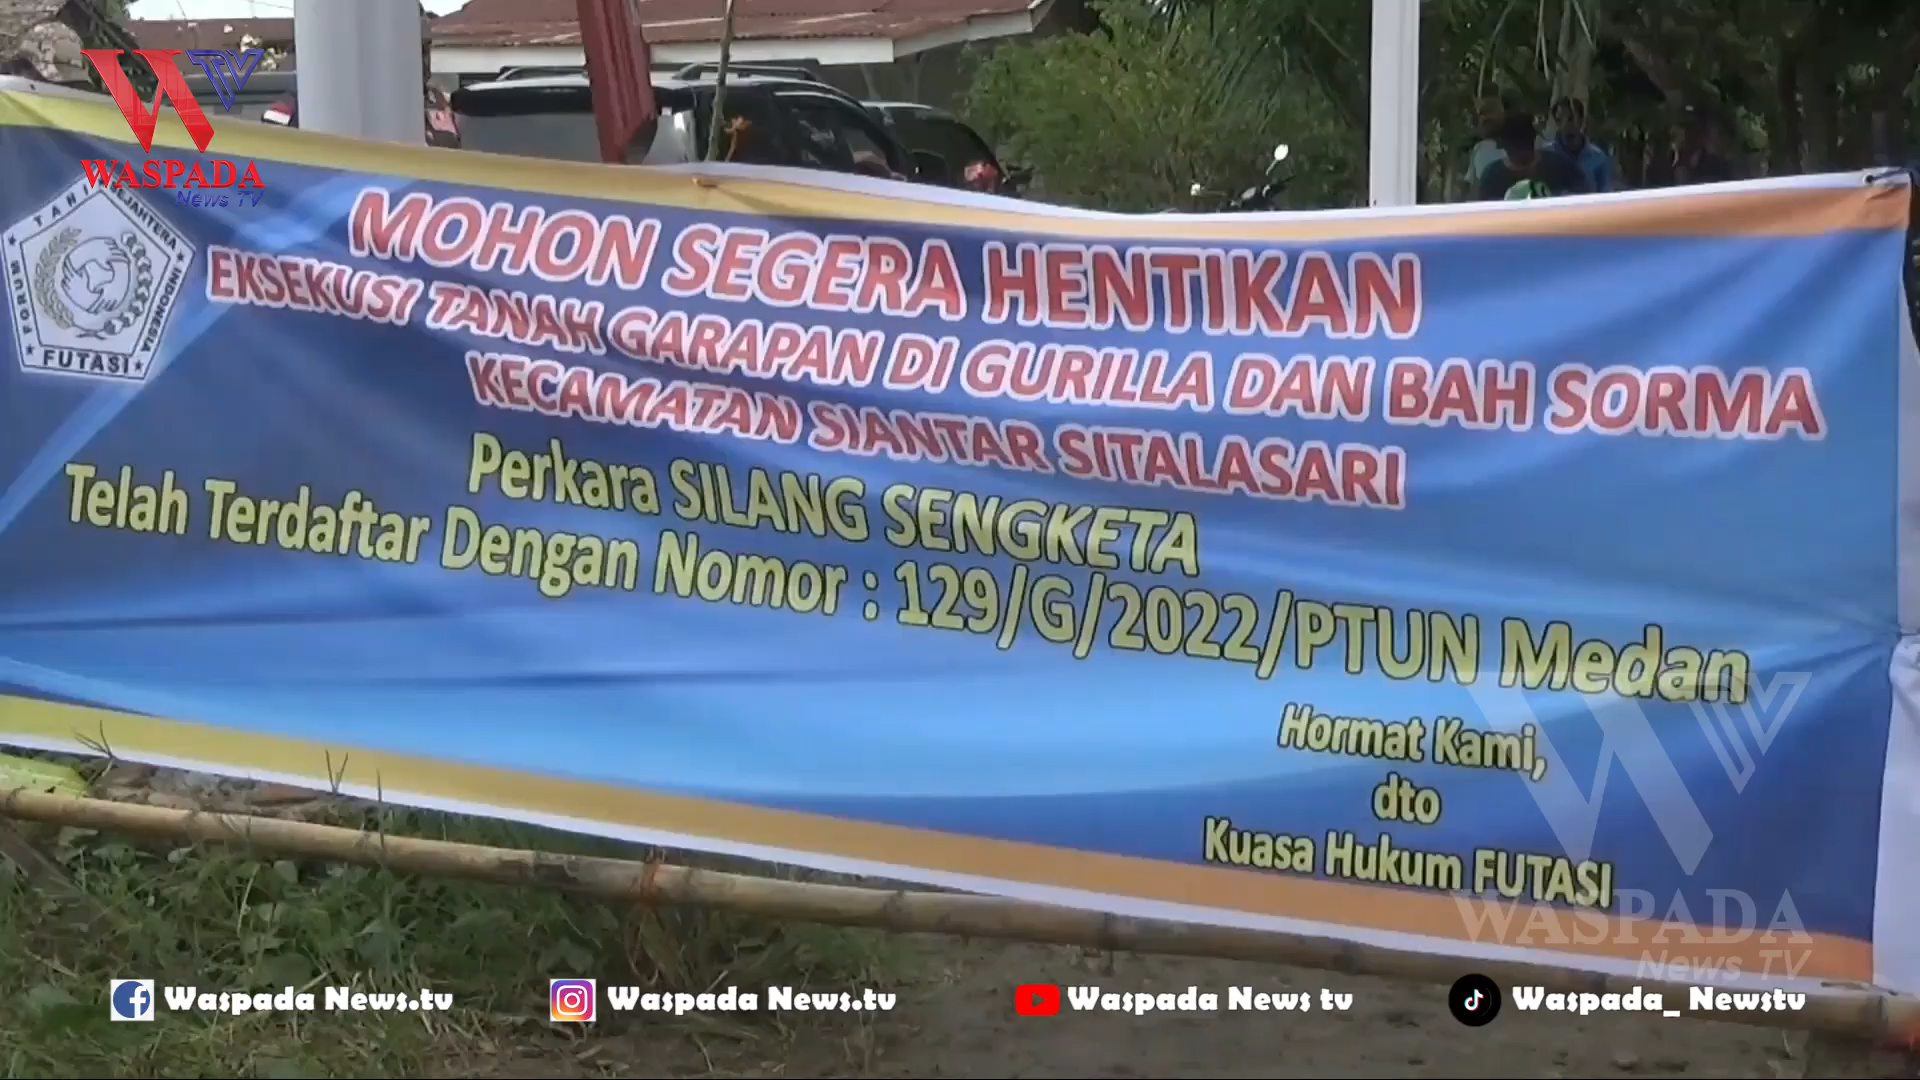 WTV
WASPADA
News TV
FORUM TANI SEJAHTERA INDONESIA
FUTASI
MOHON SEGERA HENTIKAN
EKSEKUSI TANAH GARAPAN DI GURILLA DAN BAH SORMA
KECAMATAN SIANTAR SITALASARI
Perkara SILANG SENGKETA
Telah Terdaftar Dengan Nomor : 129/G/2022/PTUN Medan
Hormat Kami,
dto
Kuasa Hukum FUTASI
WTV
WASPADA
News TV
Waspada News.tv
Waspada News.tv
Waspada News tv
Waspada_ Newstv